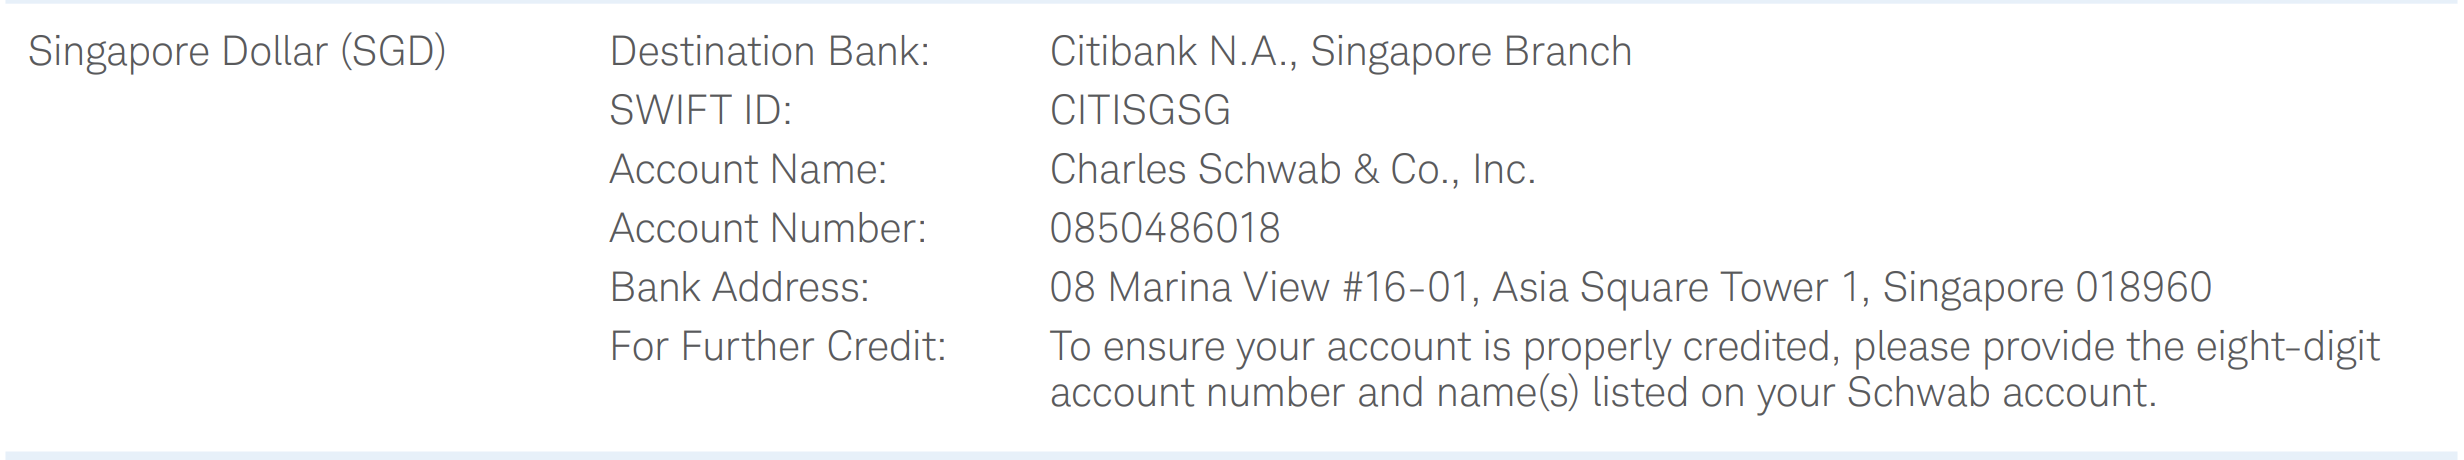 Singapore Dollar (SGD) Destination Bank: Citibank N.A., Singapore Branch
SWIFT ID: CITISGSG
Account Name: Charles Schwab & Co., Inc.
Account Number: 0850486018
Bank Address: 08 Marina View #16-01, Asia Square Tower 1, Singapore 018960
For Further Credit: To ensure your account is properly credited, please provide the eight-digit
account number and name(s) listed on your Schwab account.